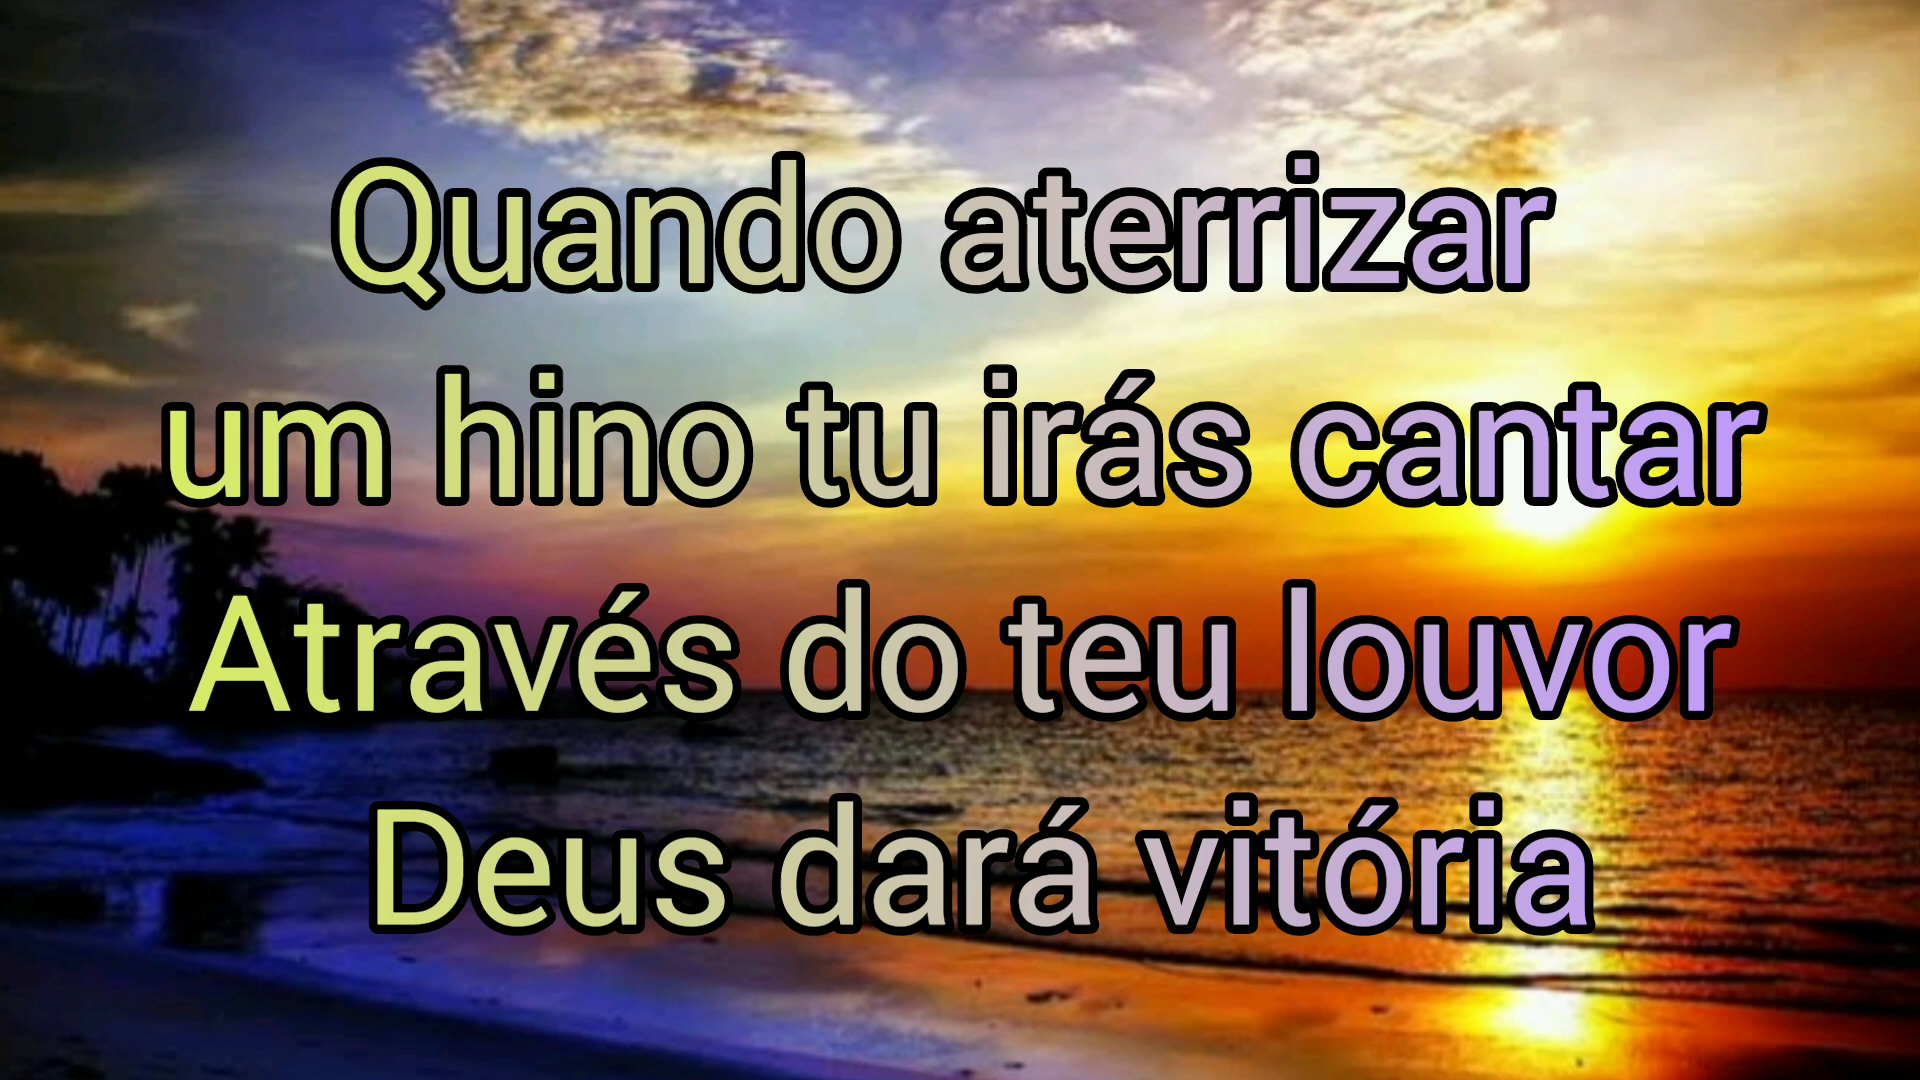 Quando aterrizar
um hino tu irás cantar
Através do teu louvor
Deus dará vitória